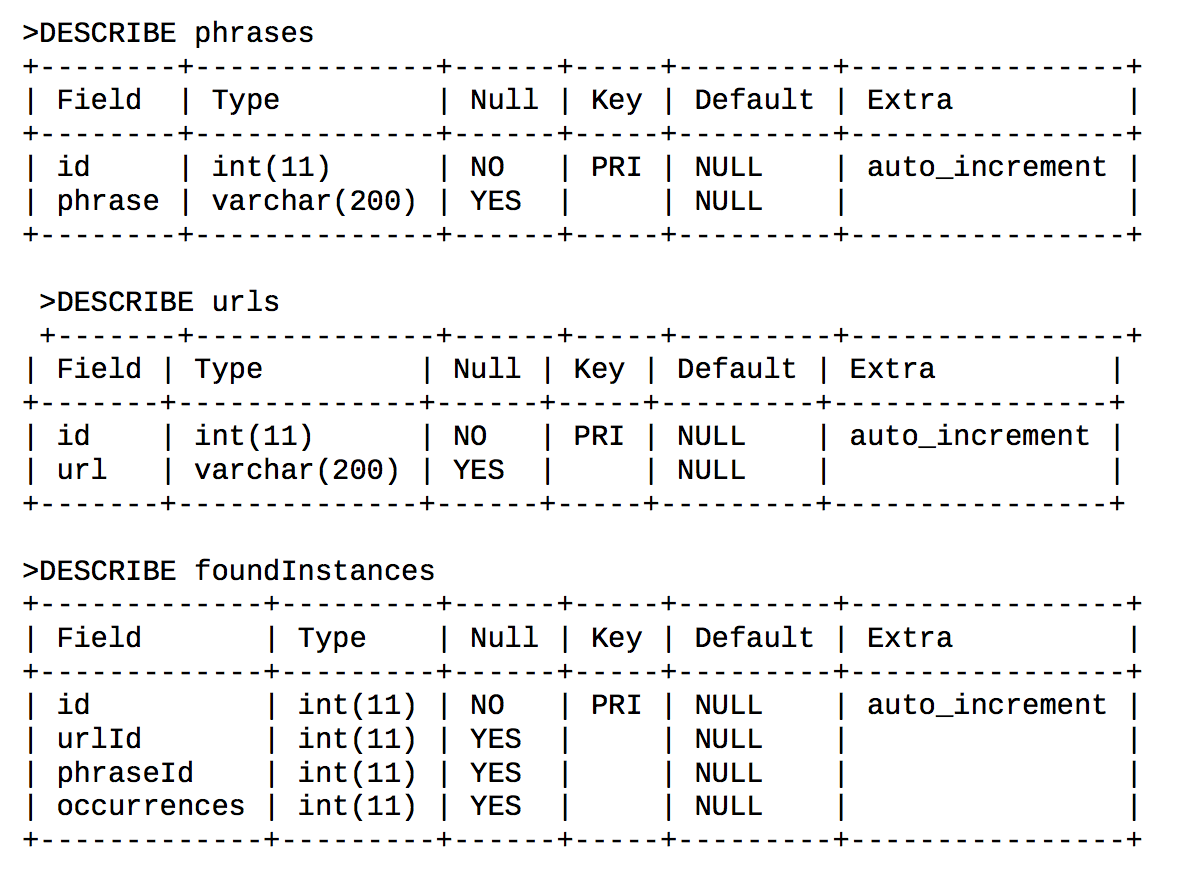 >DESCRIBE phrases
+--------+--------------+------+-----+---------+----------------+
| Field  | Type         | Null | Key | Default | Extra          |
+--------+--------------+------+-----+---------+----------------+
| id     | int(11)      | NO   | PRI | NULL    | auto_increment |
| phrase | varchar(200) | YES  |     | NULL    |                |
+--------+--------------+------+-----+---------+----------------+

 >DESCRIBE urls
 +-------+--------------+------+-----+---------+----------------+
| Field | Type         | Null | Key | Default | Extra          |
+-------+--------------+------+-----+---------+----------------+
| id    | int(11)      | NO   | PRI | NULL    | auto_increment |
| url   | varchar(200) | YES  |     | NULL    |                |
+-------+--------------+------+-----+---------+----------------+

>DESCRIBE foundInstances
+-------------+---------+------+-----+---------+----------------+
| Field       | Type    | Null | Key | Default | Extra          |
+-------------+---------+------+-----+---------+----------------+
| id          | int(11) | NO   | PRI | NULL    | auto_increment |
| urlId       | int(11) | YES  |     | NULL    |                |
| phraseId    | int(11) | YES  |     | NULL    |                |
| occurrences | int(11) | YES  |     | NULL    |                |
+-------------+---------+------+-----+---------+----------------+